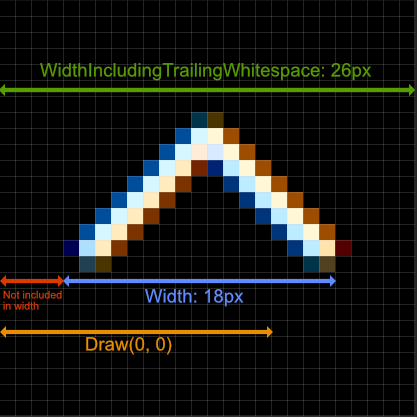 WidthIncludingTrailingWhitespace: 26px
Not included
in width
Width: 18px
Draw(0, 0)